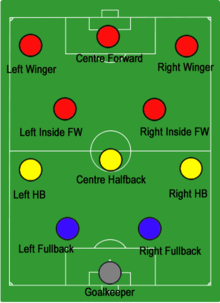 Left Winger
Centre Forward
Right Winger
Left Inside FW
Right Inside FW
Left HB
Centre Halfback
Right HB
Left Fullback
Right Fullback
Goalkeeper